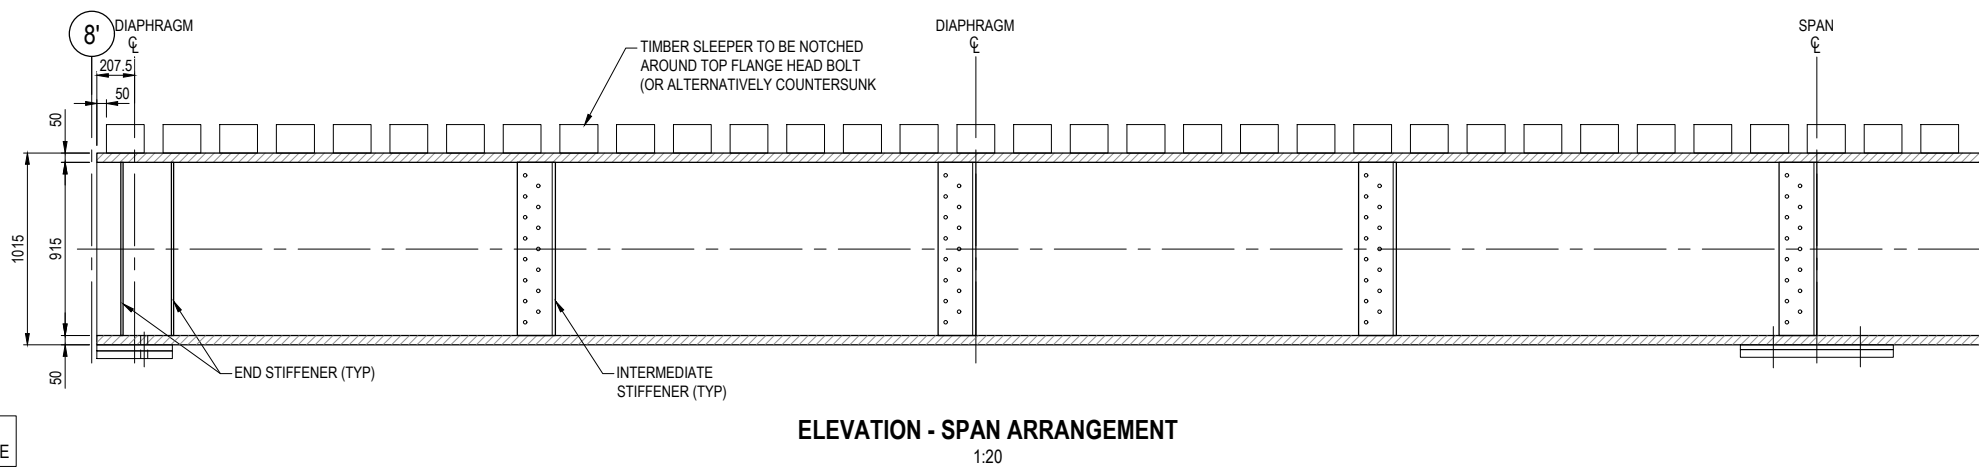 8'
DIAPHRAGM
℄
207.5
50
50
1015
915
50
TIMBER SLEEPER TO BE NOTCHED
AROUND TOP FLANGE HEAD BOLT
(OR ALTERNATIVELY COUNTERSUNK
DIAPHRAGM
℄
SPAN
℄
END STIFFENER (TYP)
INTERMEDIATE
STIFFENER (TYP)
ELEVATION - SPAN ARRANGEMENT
1:20
E